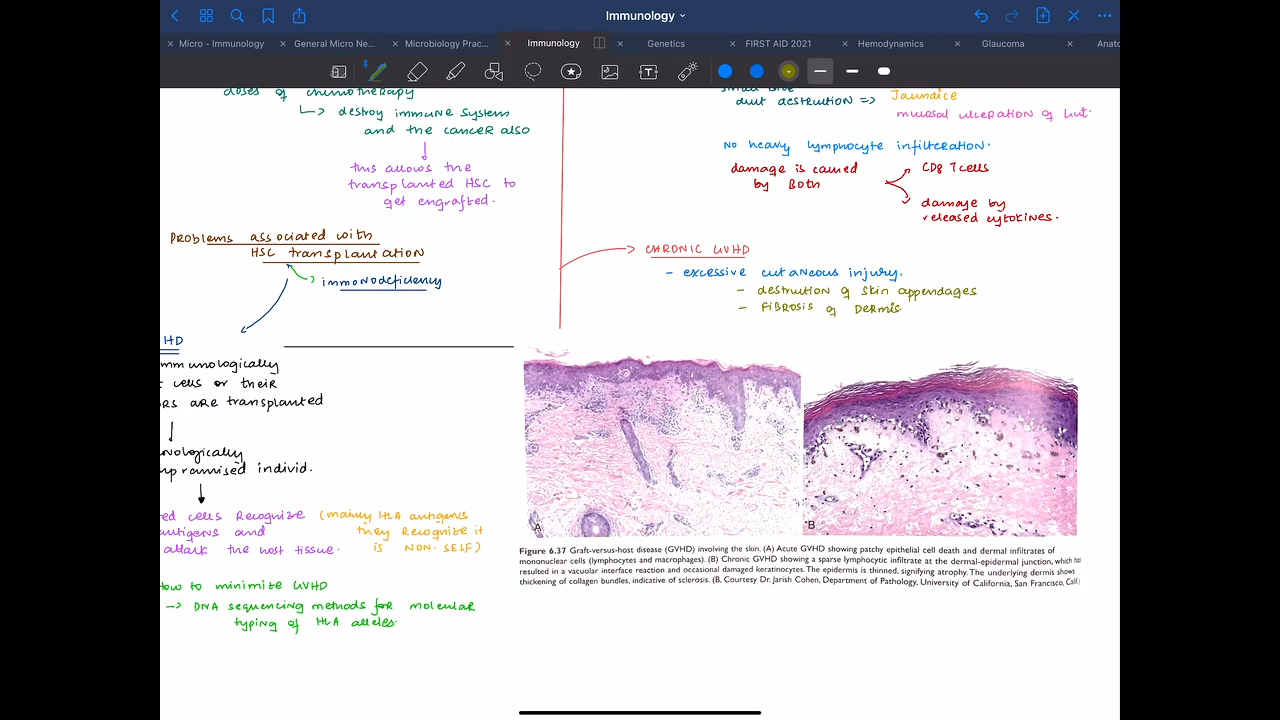 Immunology
Micro - Immunology
General Micro Ne...
Microbiology Prac...
Immunology
Genetics
FIRST AID 2021
Hemodynamics
Glaucoma
Anato
doses of chemotherapy
destroy immune system
and the cancer also
this allows the
transplanted HSC to
get engrafted.
Problems associated with
HSC transplantation
immunodeficiency
HD
mmunologically
cells or their
ORS are transplanted
nologically
mpromised individ.
ed cells Recognize (mainly HLA antigens
antigens and they recognize it
attack the host tissue. is NON-SELF)
How to minimize GVHD
-> DNA sequencing methods for molecular
typing of HLA alleles.
duct destruction => Jaundice
mucosal ulceration of gut.
NO heavy lymphocyte infilteration.
damage is caused
by Both
CD8 T cells
damage by
released cytokines.
CHRONIC GVHD
- excessive cutaneous injury.
- destruction of skin appendages
- Fibrosis of Dermis
A
B
Figure 6.37 Graft-versus-host disease (GVHD) involving the skin. (A) Acute GVHD showing patchy epithelial cell death and dermal infiltrates of
mononuclear cells (lymphocytes and macrophages). (B) Chronic GVHD showing a sparse lymphocytic infiltrate at the dermal-epidermal junction, which has
resulted in a vacuolar interface reaction and occasional damaged keratinocytes. The epidermis is thinned, signifying atrophy. The underlying dermis shows
thickening of collagen bundles, indicative of sclerosis. (B, Courtesy Dr. Jarish Cohen, Department of Pathology, University of California, San Francisco, Calif.)